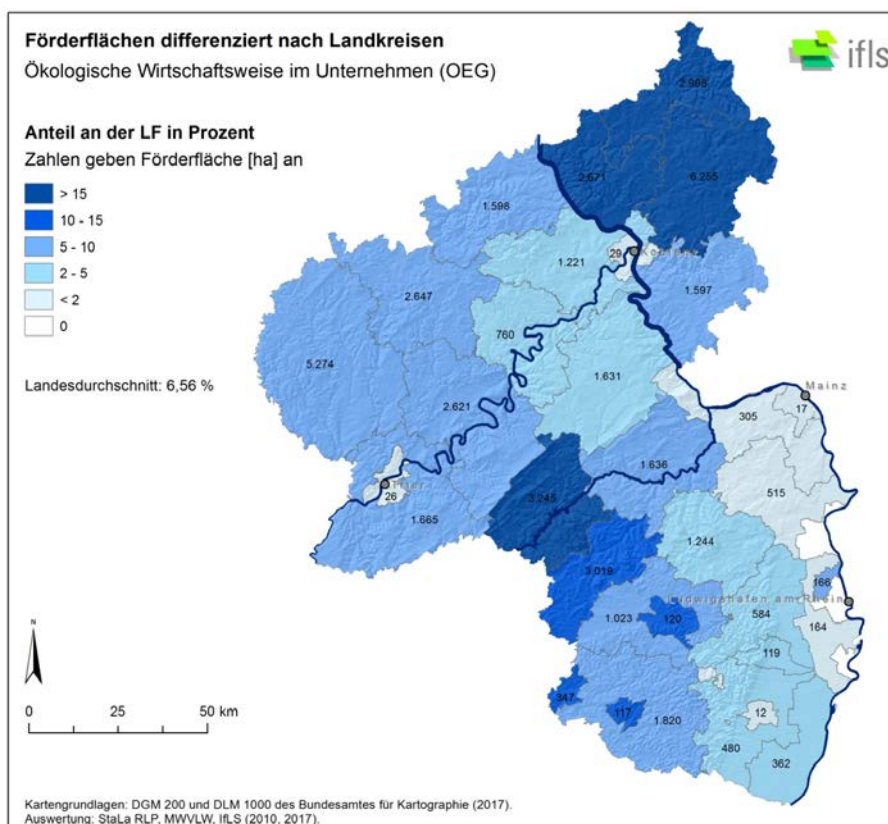 Förderflächen differenziert nach Landkreisen
Ökologische Wirtschaftsweise im Unternehmen (OEG)
ifls
Anteil an der LF in Prozent
Zahlen geben Förderfläche [ha] an
> 15
10 - 15
5 - 10
2 - 5
< 2
0
Landesdurchschnitt: 6,56 %
2.671
6.255
1.598
1.221
29
Koblenz
2.647
1.597
760
5.274
1.631
2.621
Mainz
305
17
1.636
3.245
515
Trier
26
1.665
1.244
3.019
166
Ludwigshafen am Rhein
1.023
120
584
164
119
347
117
1.820
12
480
362
N
0
25
50 km
Kartengrundlagen: DGM 200 und DLM 1000 des Bundesamtes für Kartographie (2017).
Auswertung: StaLa RLP, MWVLW, IfLS (2010, 2017).